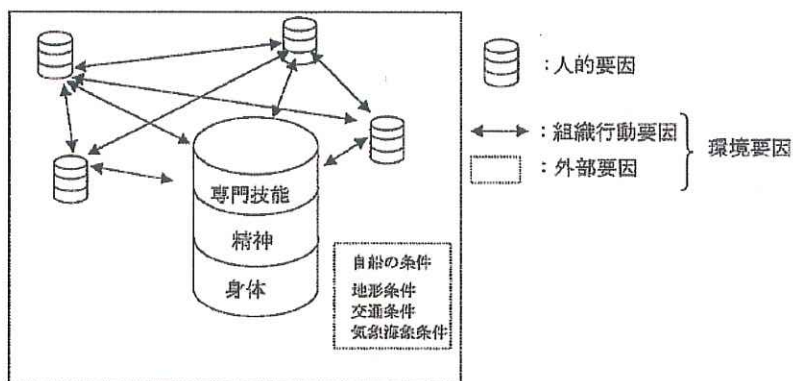 専門技能
精神
身体
自船の条件
地形条件
交通条件
気象海象条件
：人的要因
：組織行動要因
：外部要因
環境要因